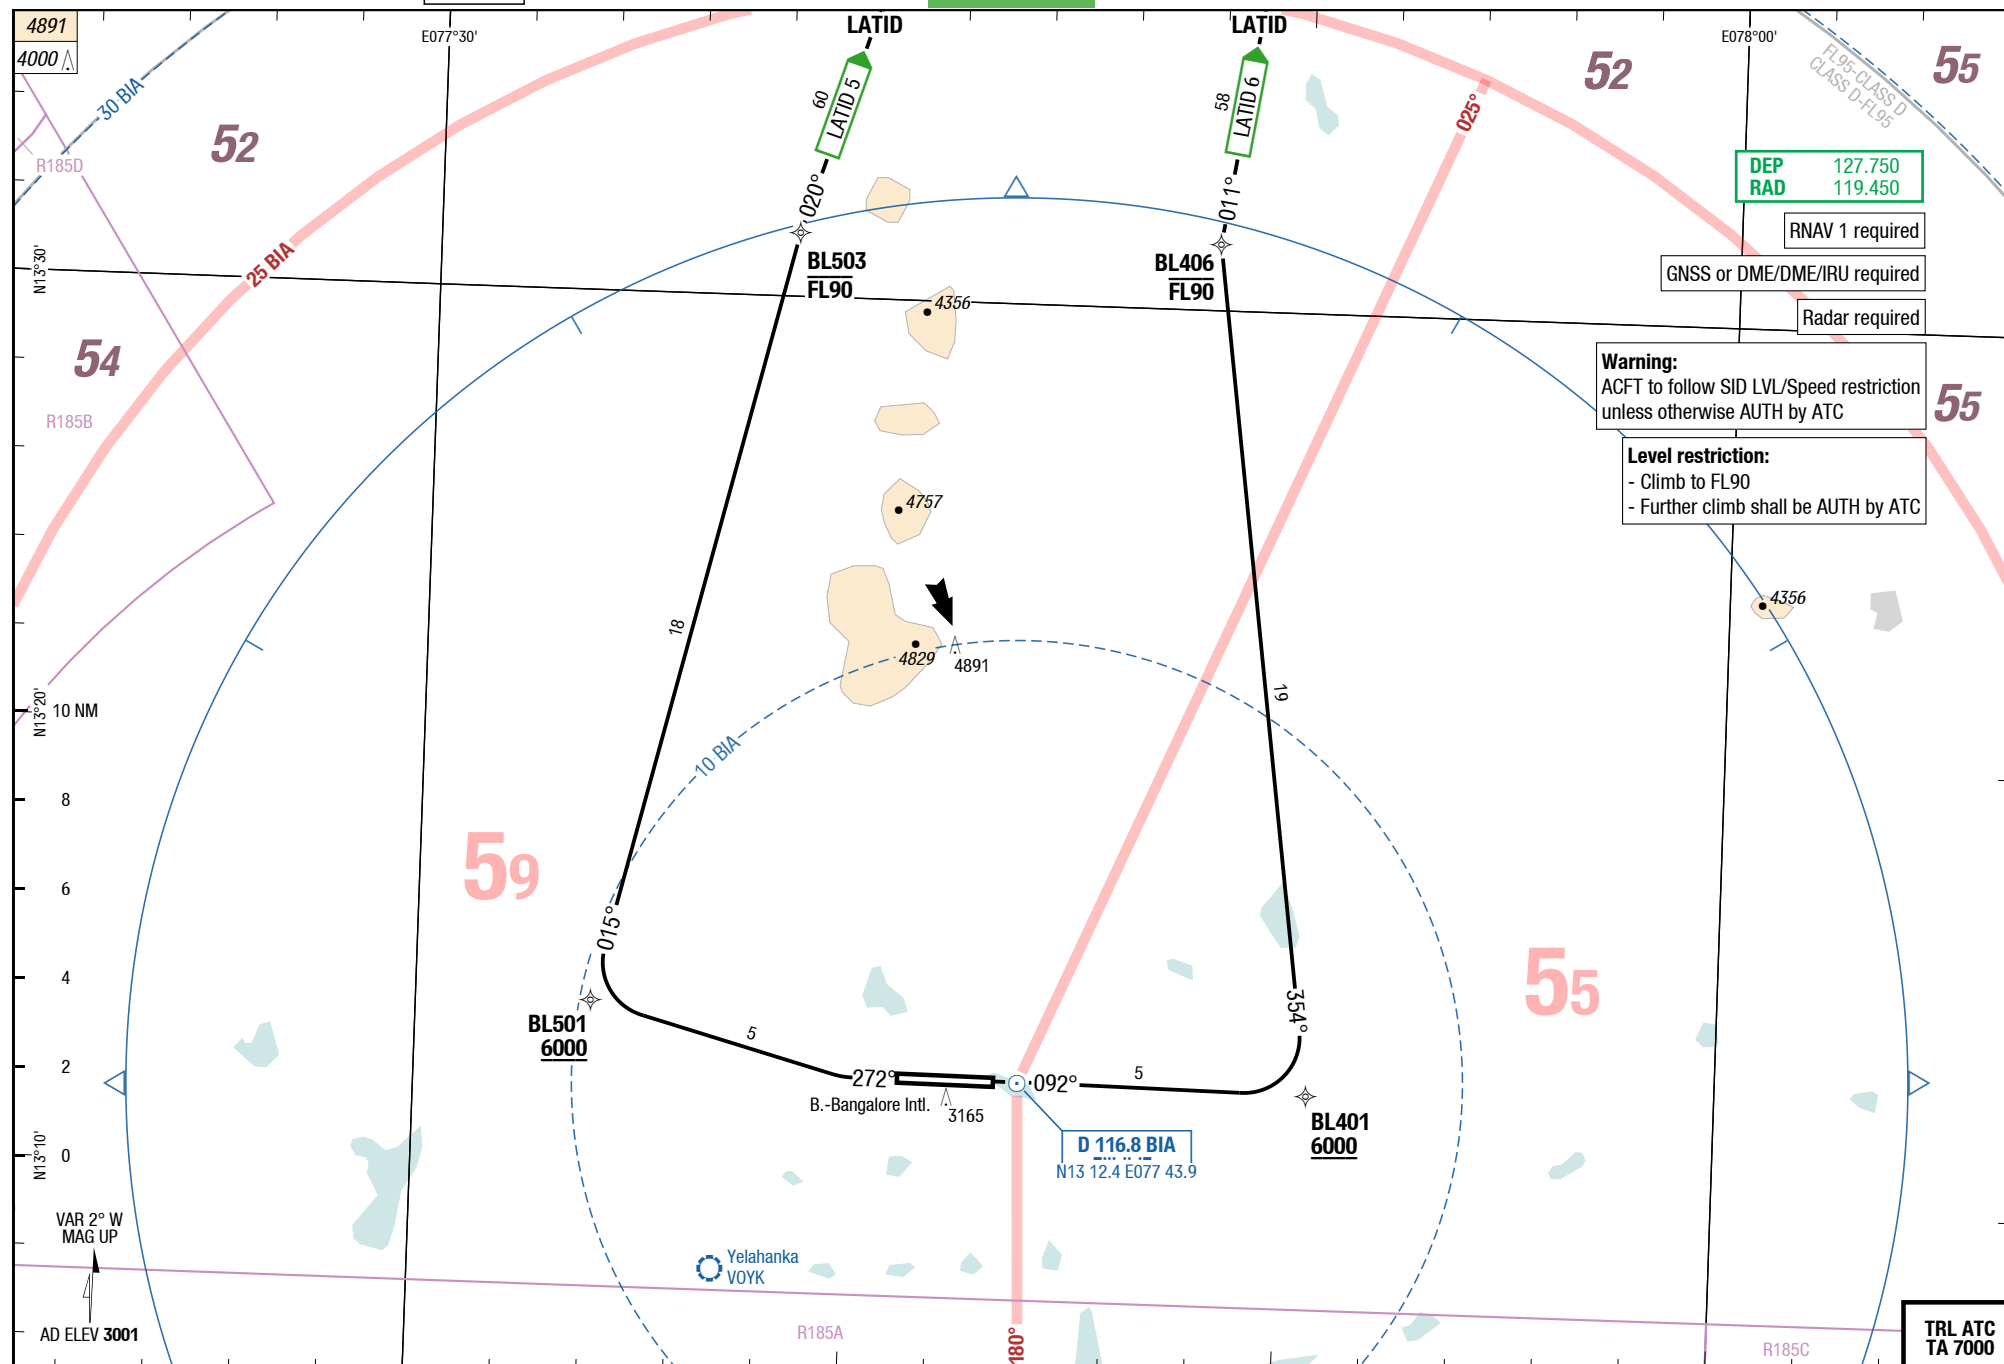 4891
4000
30 BIA
E077°30'
LATID
LATID
E078°00'
FL95-CLASS D
CLASS D-FL95
52
55
52
60
LATID 5
58
LATID 6
025°
R185D
DEP 127.750
RAD 119.450
020°
011°
RNAV 1 required
25 BIA
BL503
FL90
BL406
FL90
GNSS or DME/DME/IRU required
N13°30'
4356
Radar required
54
Warning:
ACFT to follow SID LVL/Speed restriction
unless otherwise AUTH by ATC
55
R185B
Level restriction:
- Climb to FL90
- Further climb shall be AUTH by ATC
4757
4356
18
4829
4891
19
N13°20'
10 NM
10 BIA
8
6
4
2
0
59
55
015°
354°
BL501
6000
5
272°
092°
5
B.-Bangalore Intl.
3165
BL401
6000
D 116.8 BIA
N13 12.4 E077 43.9
N13°10'
VAR 2° W
MAG UP
Yelahanka
VOYK
AD ELEV 3001
R185A
180°
R185C
TRL ATC
TA 7000